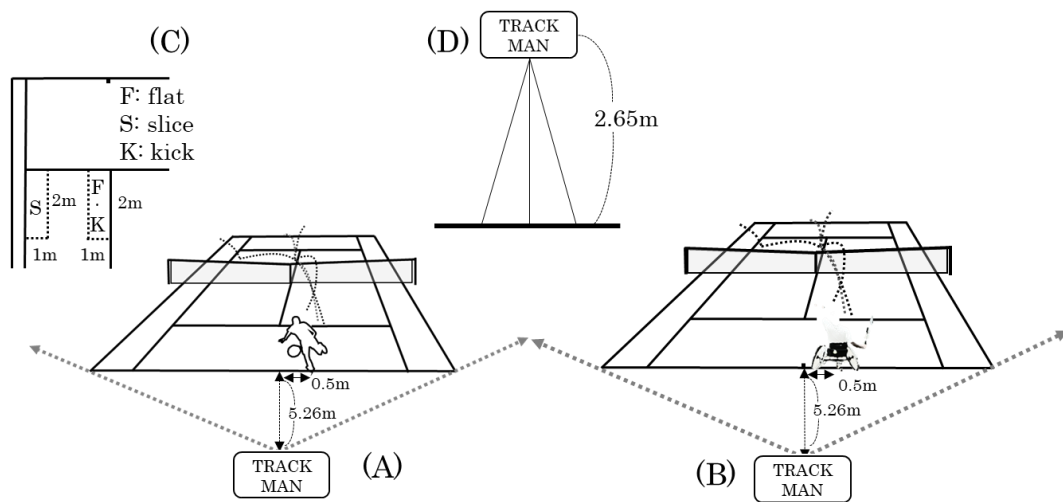 (C)
F: flat
S: slice
K: kick
S
2m
F
・
K
2m
1m
1m
(D)
TRACK
MAN
2.65m
0.5m
5.26m
TRACK
MAN
(A)
0.5m
5.26m
TRACK
MAN
(B)